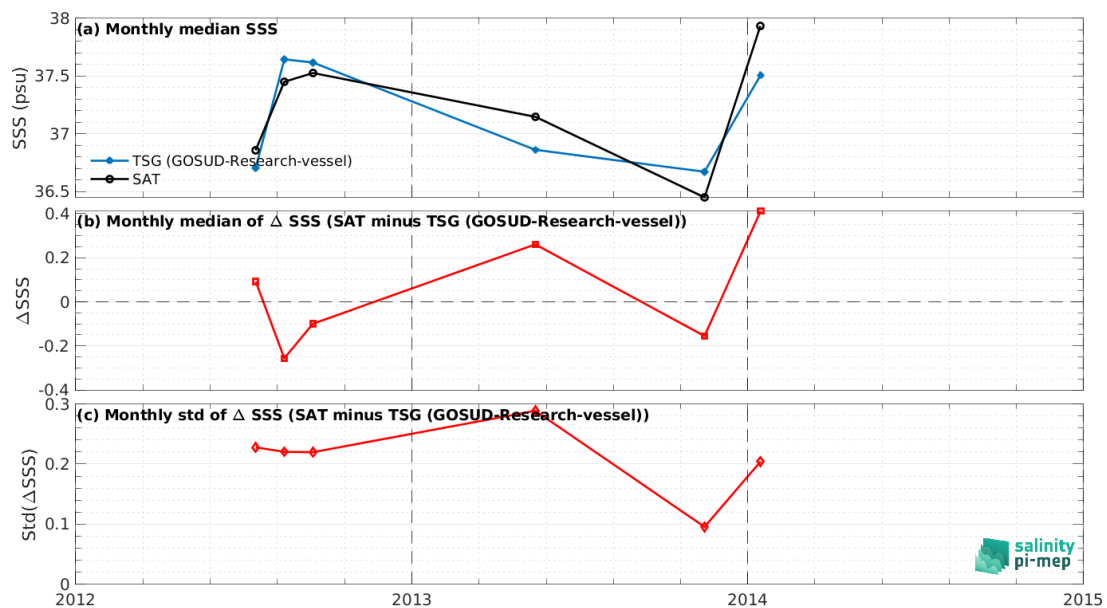 38
(a) Monthly median SSS
37.5
SSS (psu)
37
TSG (GOSUD-Research-vessel)
SAT
36.5
0.4
(b) Monthly median of Δ SSS (SAT minus TSG (GOSUD-Research-vessel))
0.2
ΔSSS
0
-0.2
-0.4
0.3
(c) Monthly std of Δ SSS (SAT minus TSG (GOSUD-Research-vessel))
0.2
Std(ΔSSS)
0.1
salinity
pi-mep
0
2012
2013
2014
2015